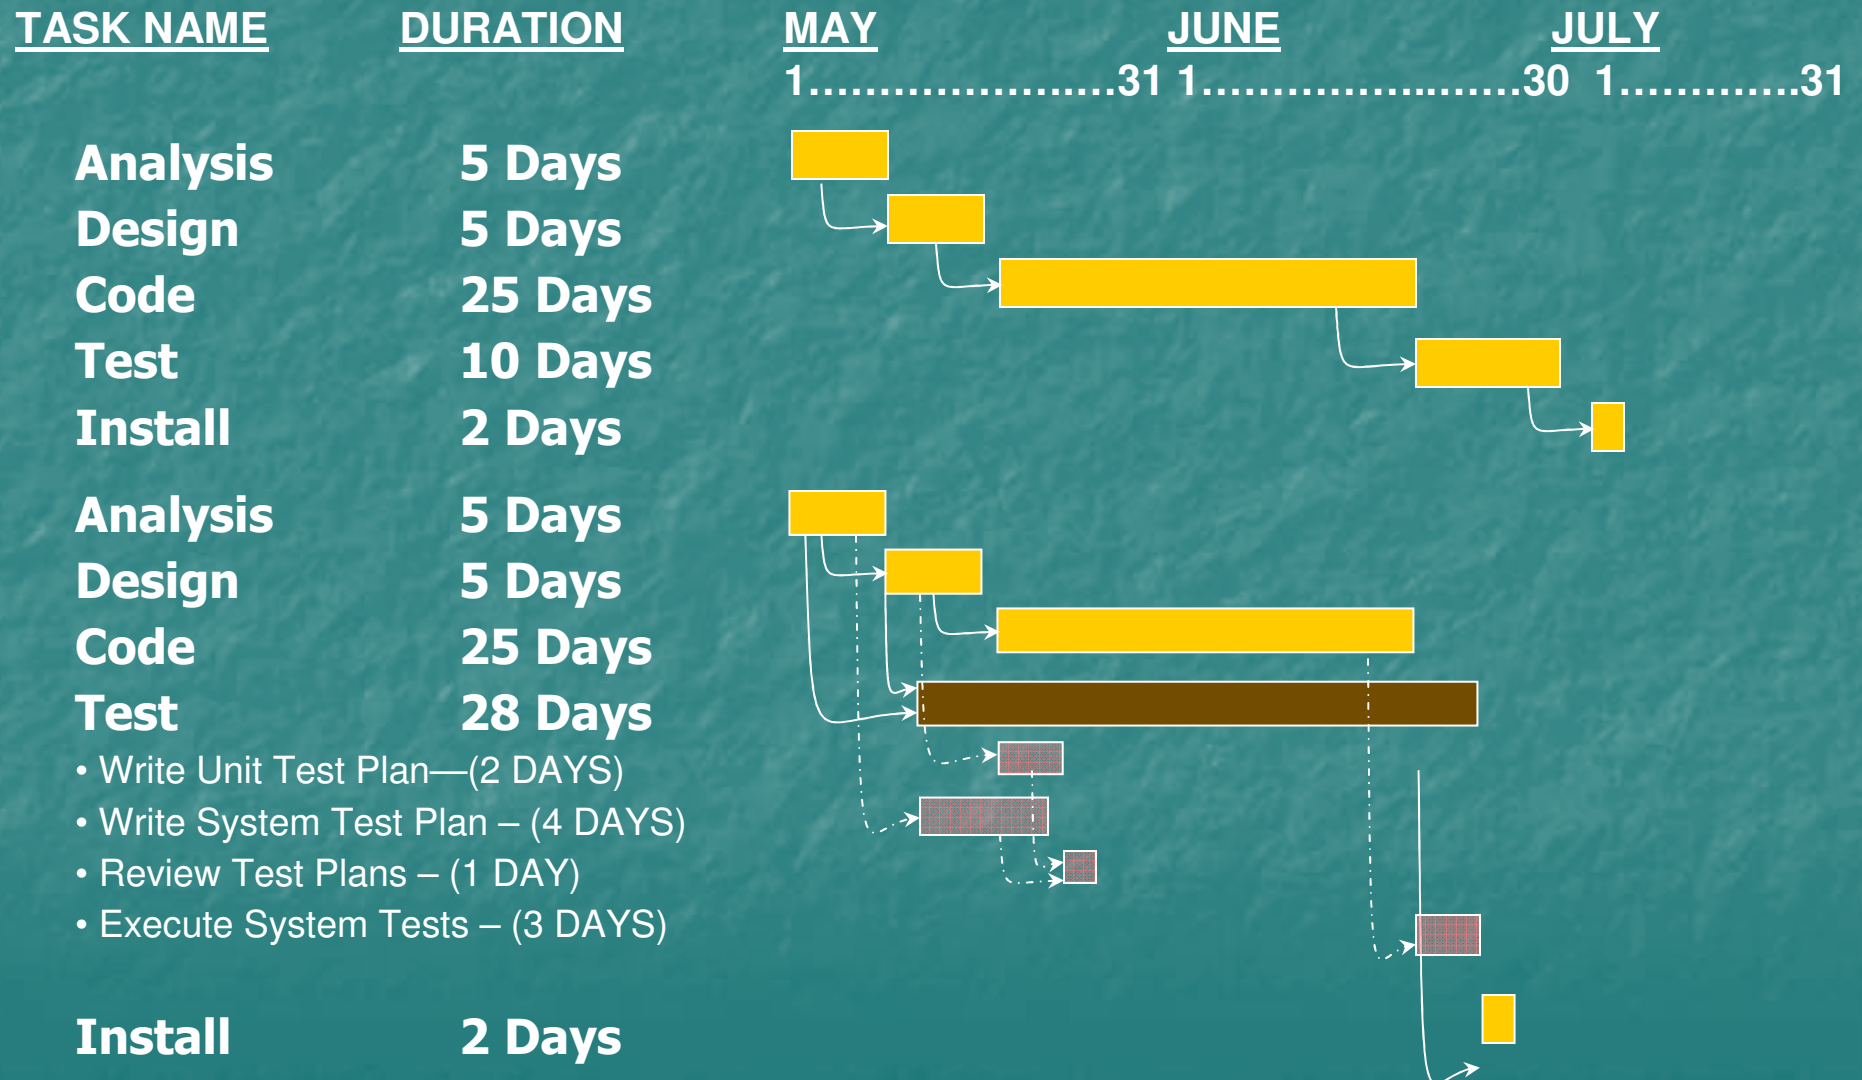 TASK NAME DURATION MAY JUNE JULY
1......................31 1.......................30 1.............31
Analysis 5 Days
Design 5 Days
Code 25 Days
Test 10 Days
Install 2 Days
Analysis 5 Days
Design 5 Days
Code 25 Days
Test 28 Days
• Write Unit Test Plan—(2 DAYS)
• Write System Test Plan – (4 DAYS)
• Review Test Plans – (1 DAY)
• Execute System Tests – (3 DAYS)
Install 2 Days